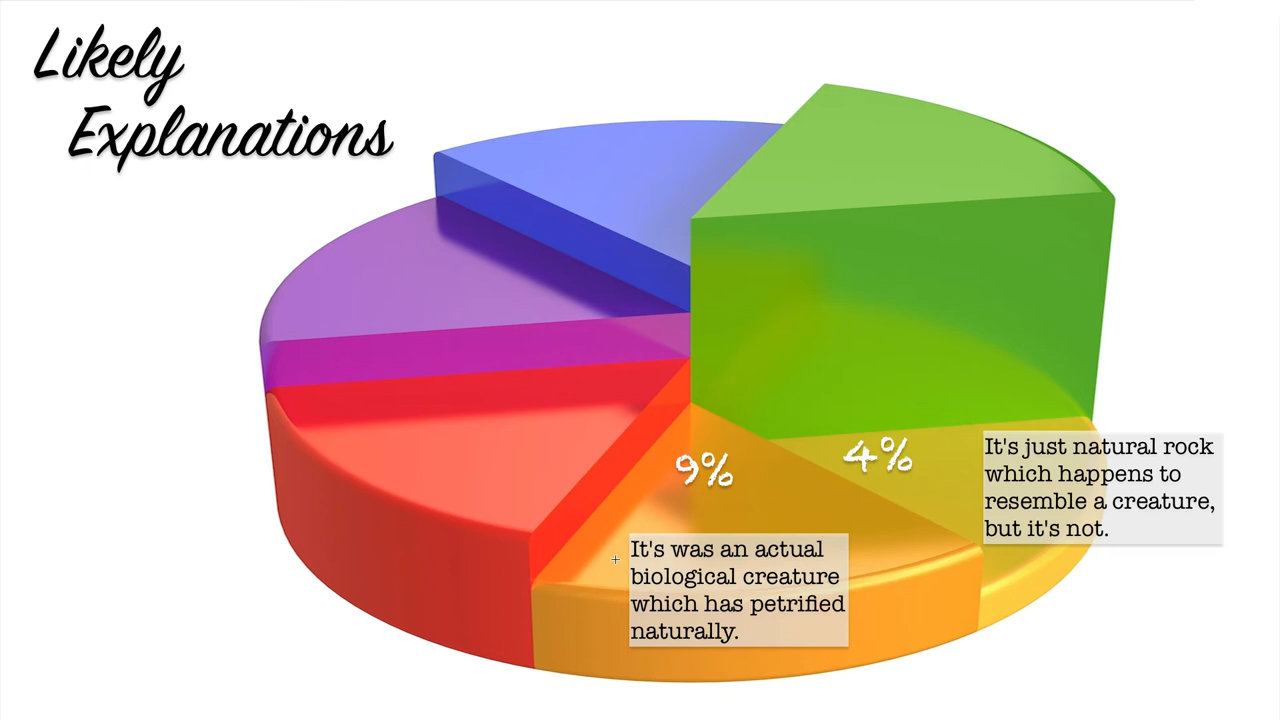 Likely
Explanations
9%
4%
It's just natural rock
which happens to
resemble a creature,
but it's not.
It's was an actual
biological creature
which has petrified
naturally.